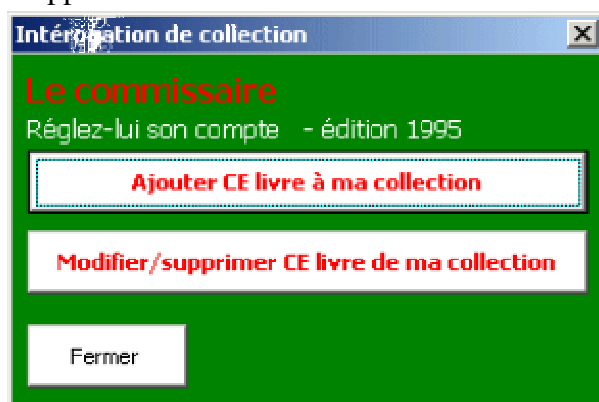 Intérogation de collection
Le commissaire
Réglez-lui son compte - édition 1995
Ajouter CE livre à ma collection
Modifier/supprimer CE livre de ma collection
Fermer